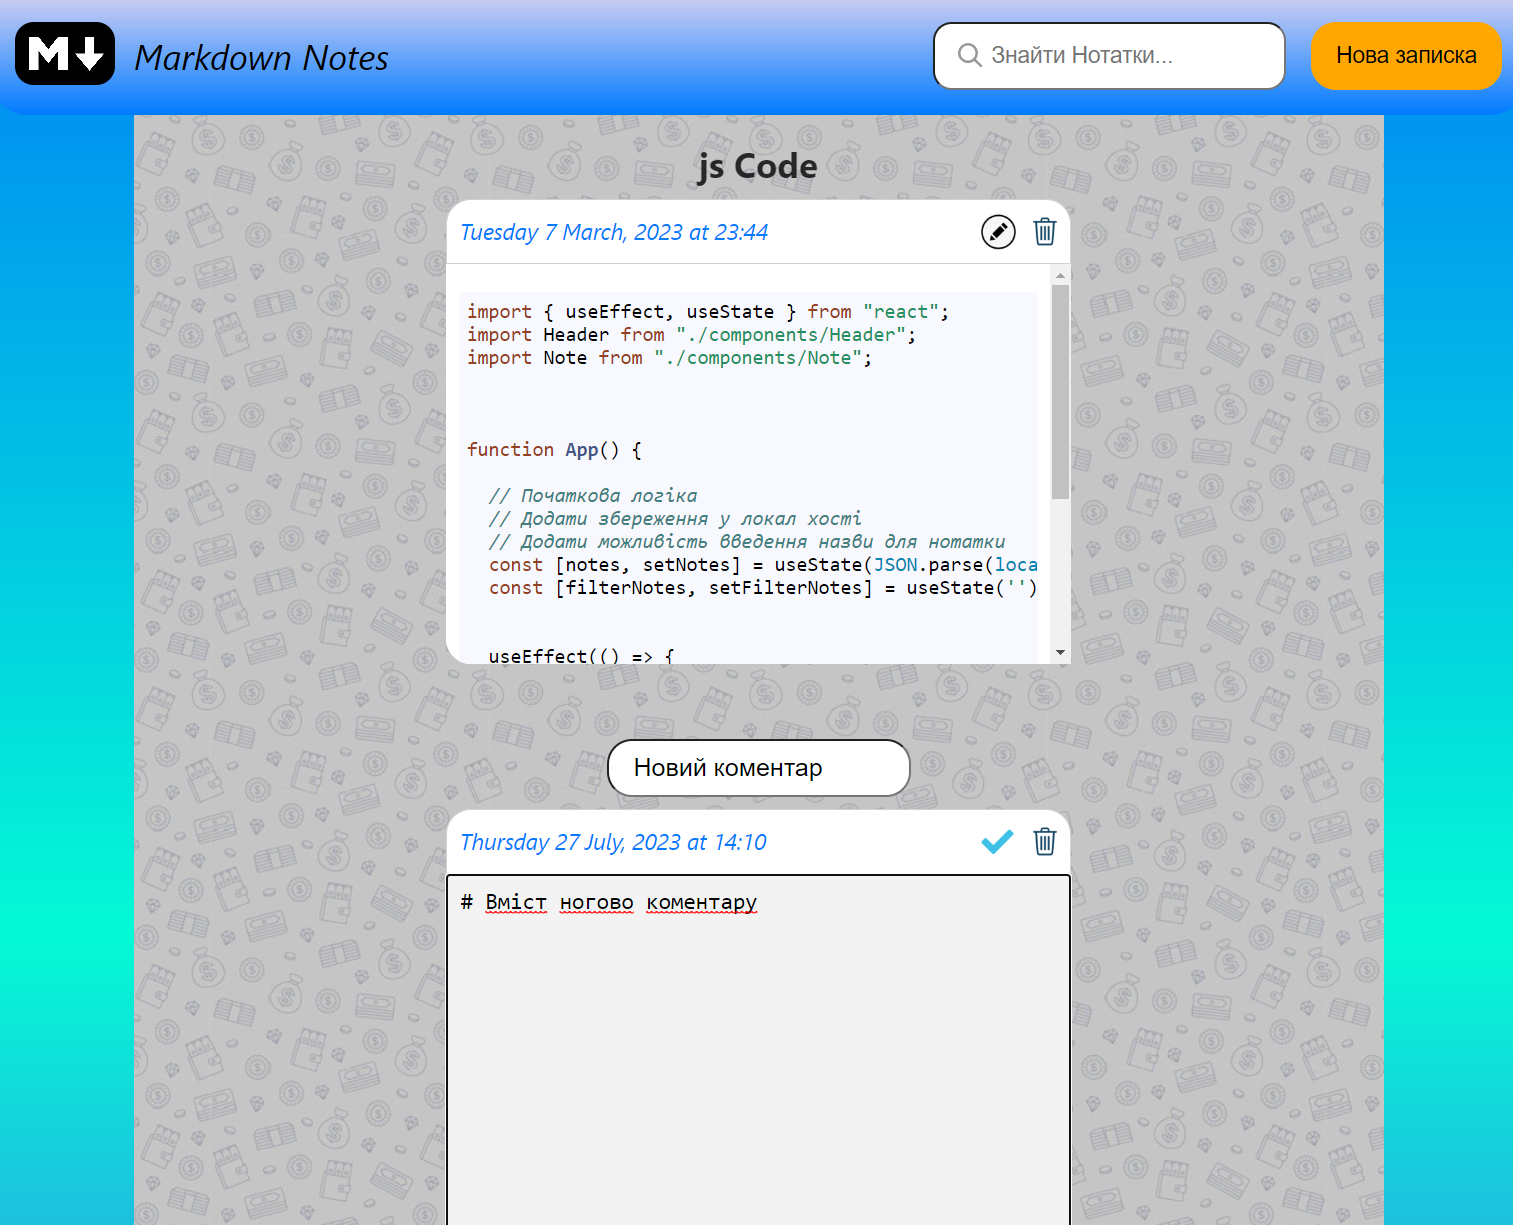 M Markdown Notes
Знайти Нотатки...
Нова записка
js Code
Tuesday 7 March, 2023 at 23:44
import { useEffect, useState } from "react";
import Header from "./components/Header";
import Note from "./components/Note";
function App() {
// Початкова логіка
// Додати збереження у локал хості
// Додати можливість введення назви для нотатки
const [notes, setNotes] = useState(JSON.parse(loca
const [filterNotes, setFilterNotes] = useState('')
useEffect(() => {
Новий коментар
Thursday 27 July, 2023 at 14:10
# Вміст ногово коментару